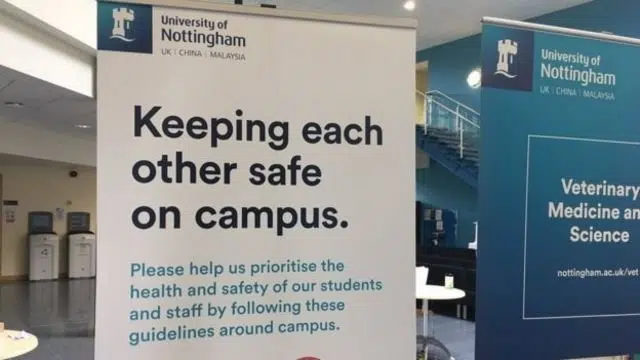 University of
Nottingham
UK | CHINA | MALAYSIA
Keeping each
other safe
on campus.
Please help us prioritise the
health and safety of our students
and staff by following these
guidelines around campus.
University of
Nottingham
UK | CHINA | MALAYSIA
Veterinary
Medicine an
Science
nottingham.ac.uk/vet